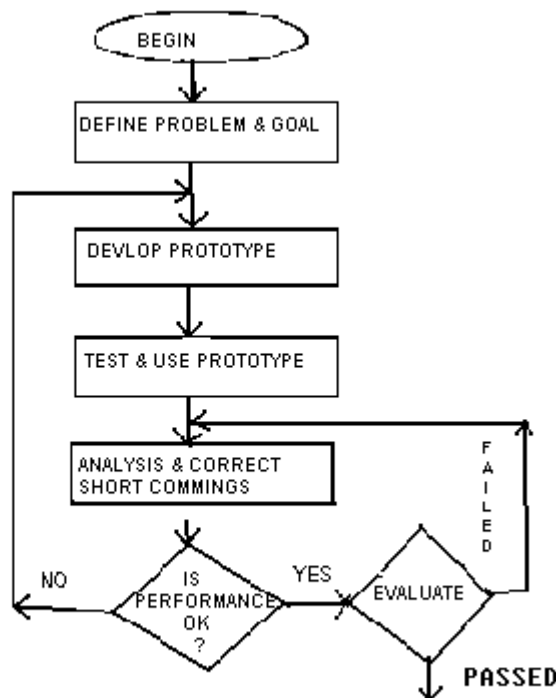 BEGIN
DEFINE PROBLEM & GOAL
DEVLOP PROTOTYPE
TEST & USE PROTOTYPE
ANALYSIS & CORRECT
SHORT COMMINGS
FAILED
NO
IS
PERFORMANCE
OK
?
YES
EVALUATE
PASSED